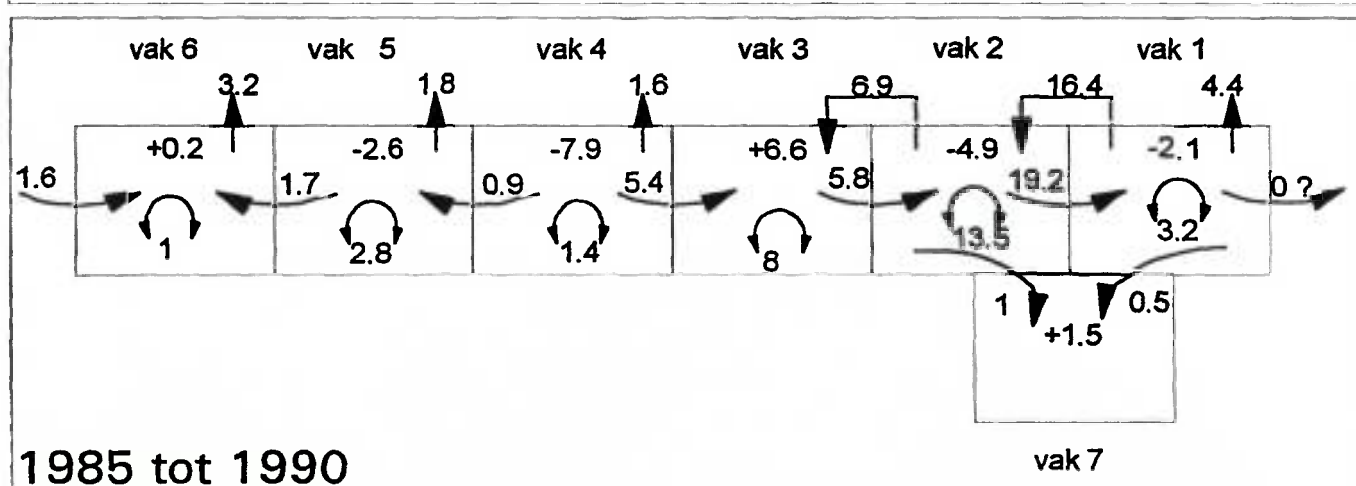 vak 6 vak 5 vak 4 vak 3 vak 2 vak 1
3.2 1.8 1.6 6.9 16.4 4.4
+0.2 -2.6 -7.9 +6.6 -4.9 -2.1
1.6 1.7 0.9 5.4 5.8 19.2 0 ?
1 2.8 1.4 8 13.5 3.2
1 0.5
+1.5
1985 tot 1990 vak 7